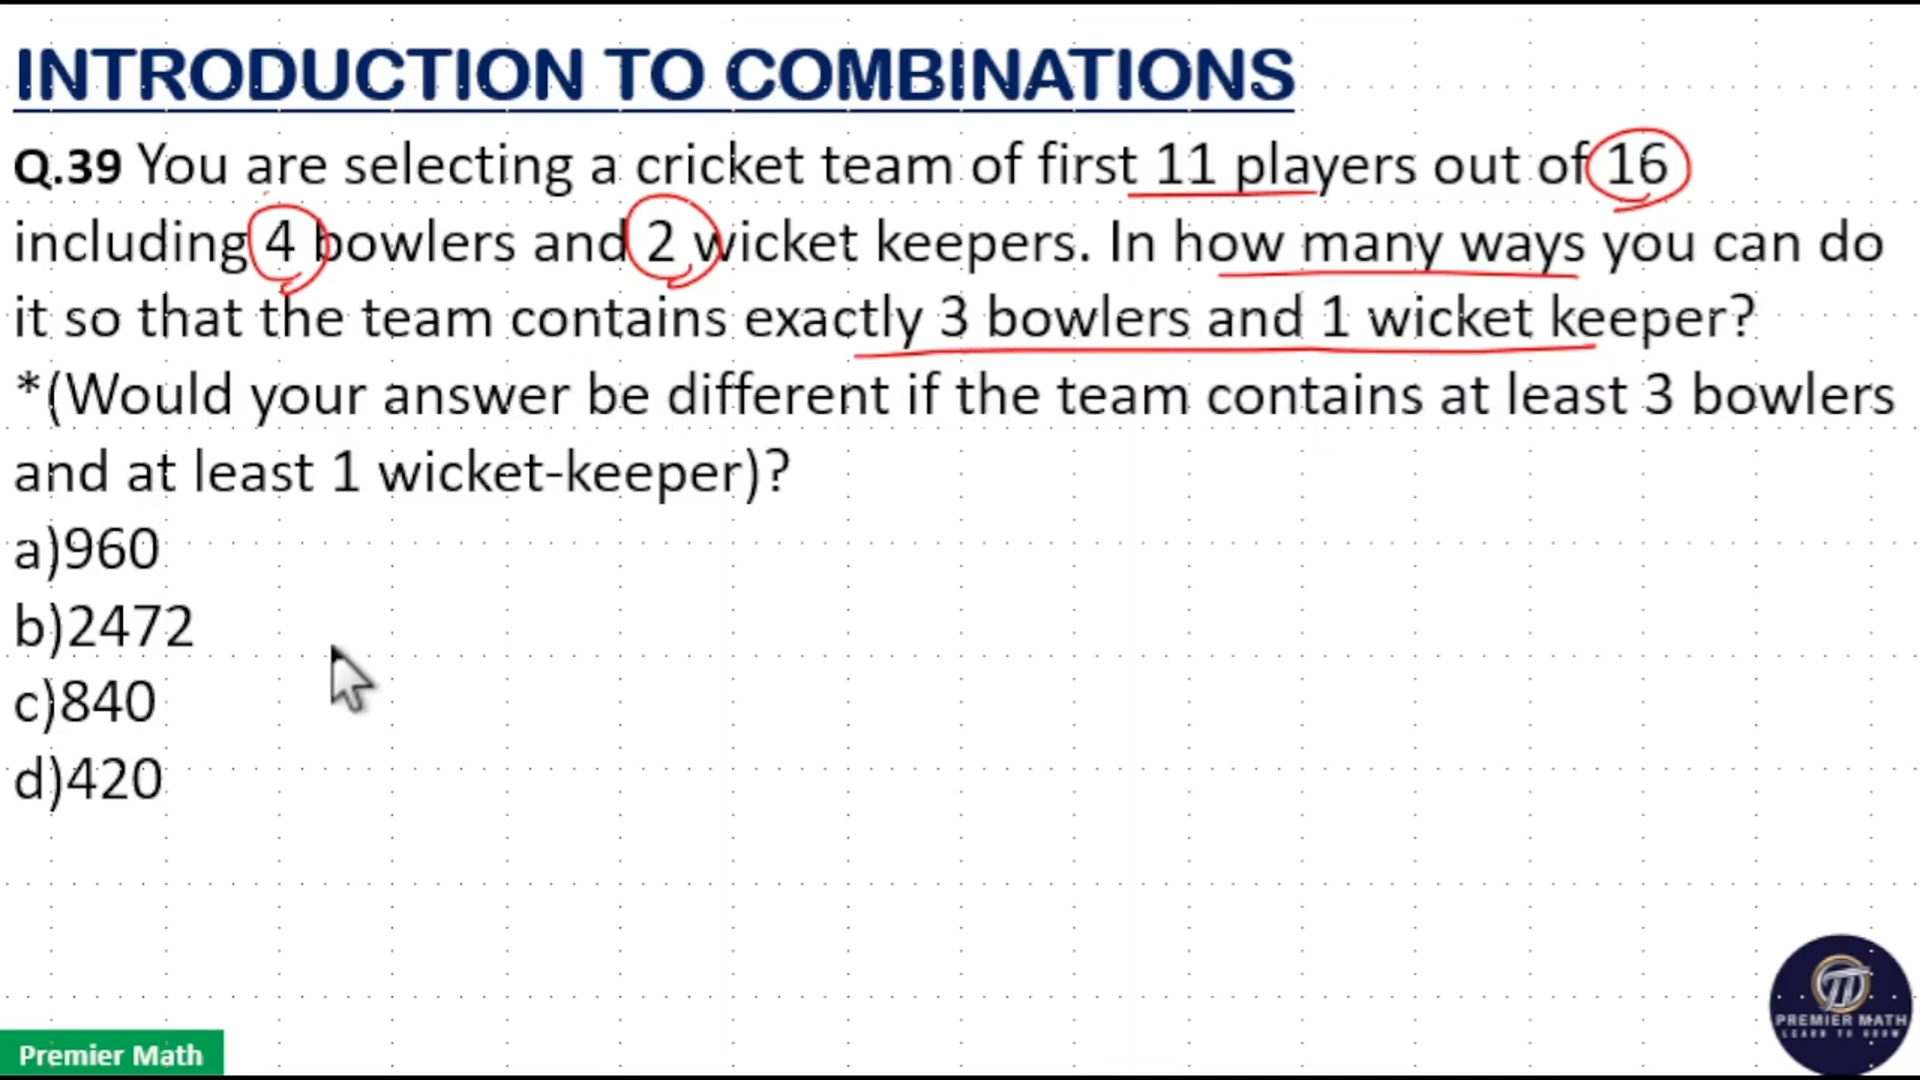 INTRODUCTION TO COMBINATIONS
Q.39 You are selecting a cricket team of first 11 players out of 16
including 4 bowlers and 2 wicket keepers. In how many ways you can do
it so that the team contains exactly 3 bowlers and 1 wicket keeper?
*(Would your answer be different if the team contains at least 3 bowlers
and at least 1 wicket-keeper)?
a)960
b)2472
c)840
d)420
PREMIER MATH
LEARN TO GROW
Premier Math